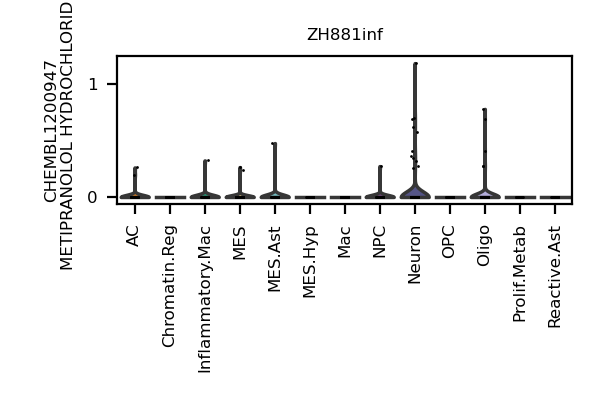 ZH881inf
CHEMBL1200947
METIPRANOLOL HYDROCHLORID
1
0
AC
Chromatin.Reg
Inflammatory.Mac
MES
MES.Ast
MES.Hyp
Mac
NPC
Neuron
OPC
Oligo
Prolif.Metab
Reactive.Ast